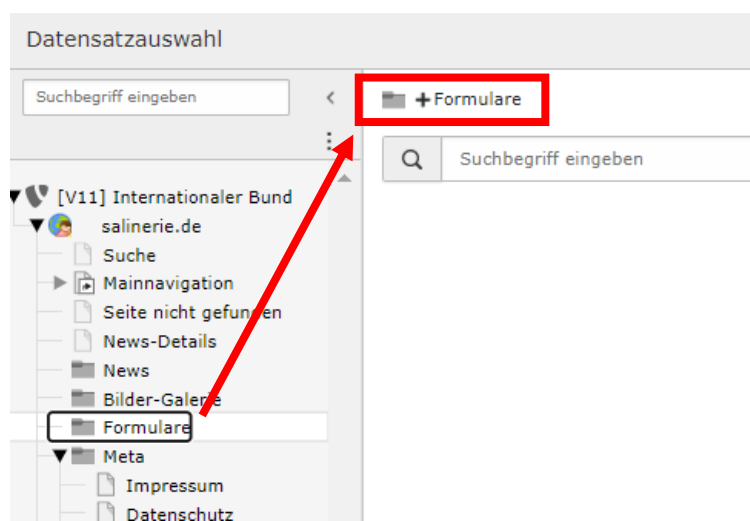 Datensatzauswahl
Suchbegriff eingeben
+Formulare
Suchbegriff eingeben
[V11] Internationaler Bund
salinerie.de
Suche
Mainnavigation
Seite nicht gefunden
News-Details
News
Bilder-Galerie
Formulare
Meta
Impressum
Datenschutz